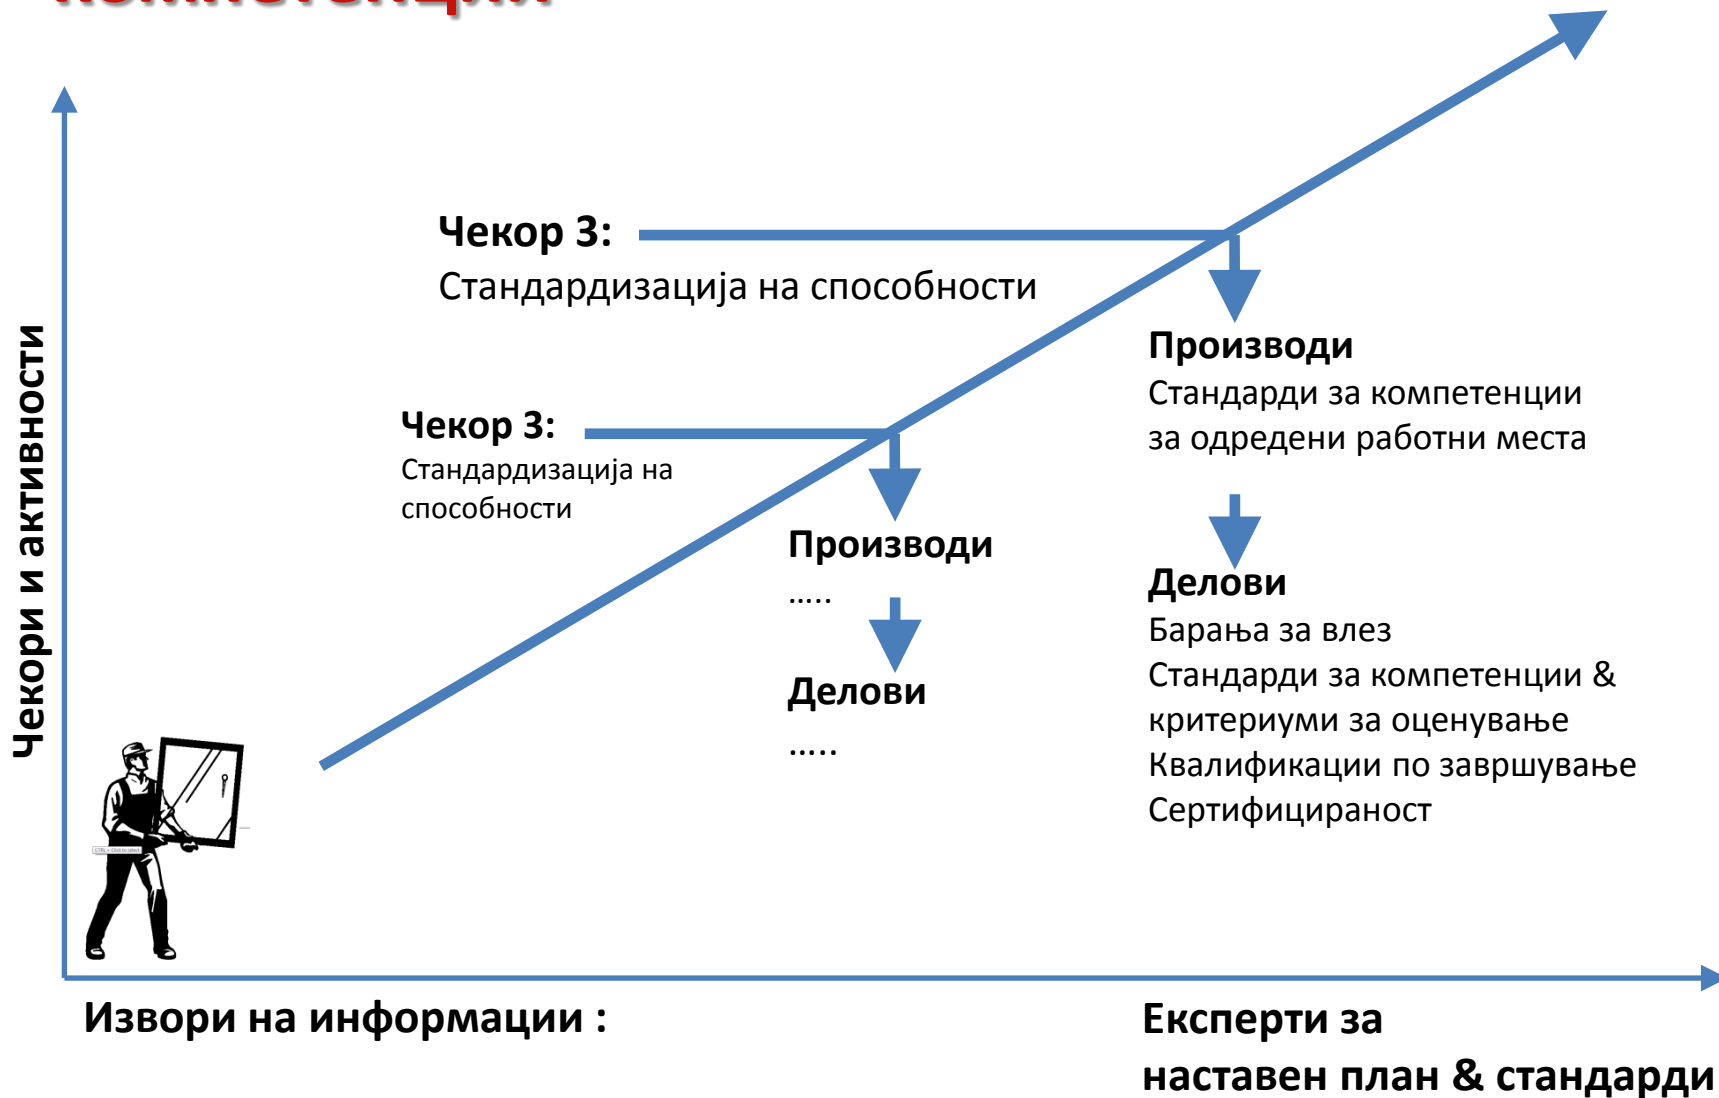 Чекор 3:
Стандардизација на способности
Чекор 3:
Стандардизација на
способности
Производи
.....
Делови
.....
Производи
Стандарди за компетенции
за одредени работни места
Делови
Барања за влез
Стандарди за компетенции &
критериуми за оценување
Квалификации по завршување
Сертифицираност
Чекори и активности
Извори на информации :
Експерти за
наставен план & стандарди